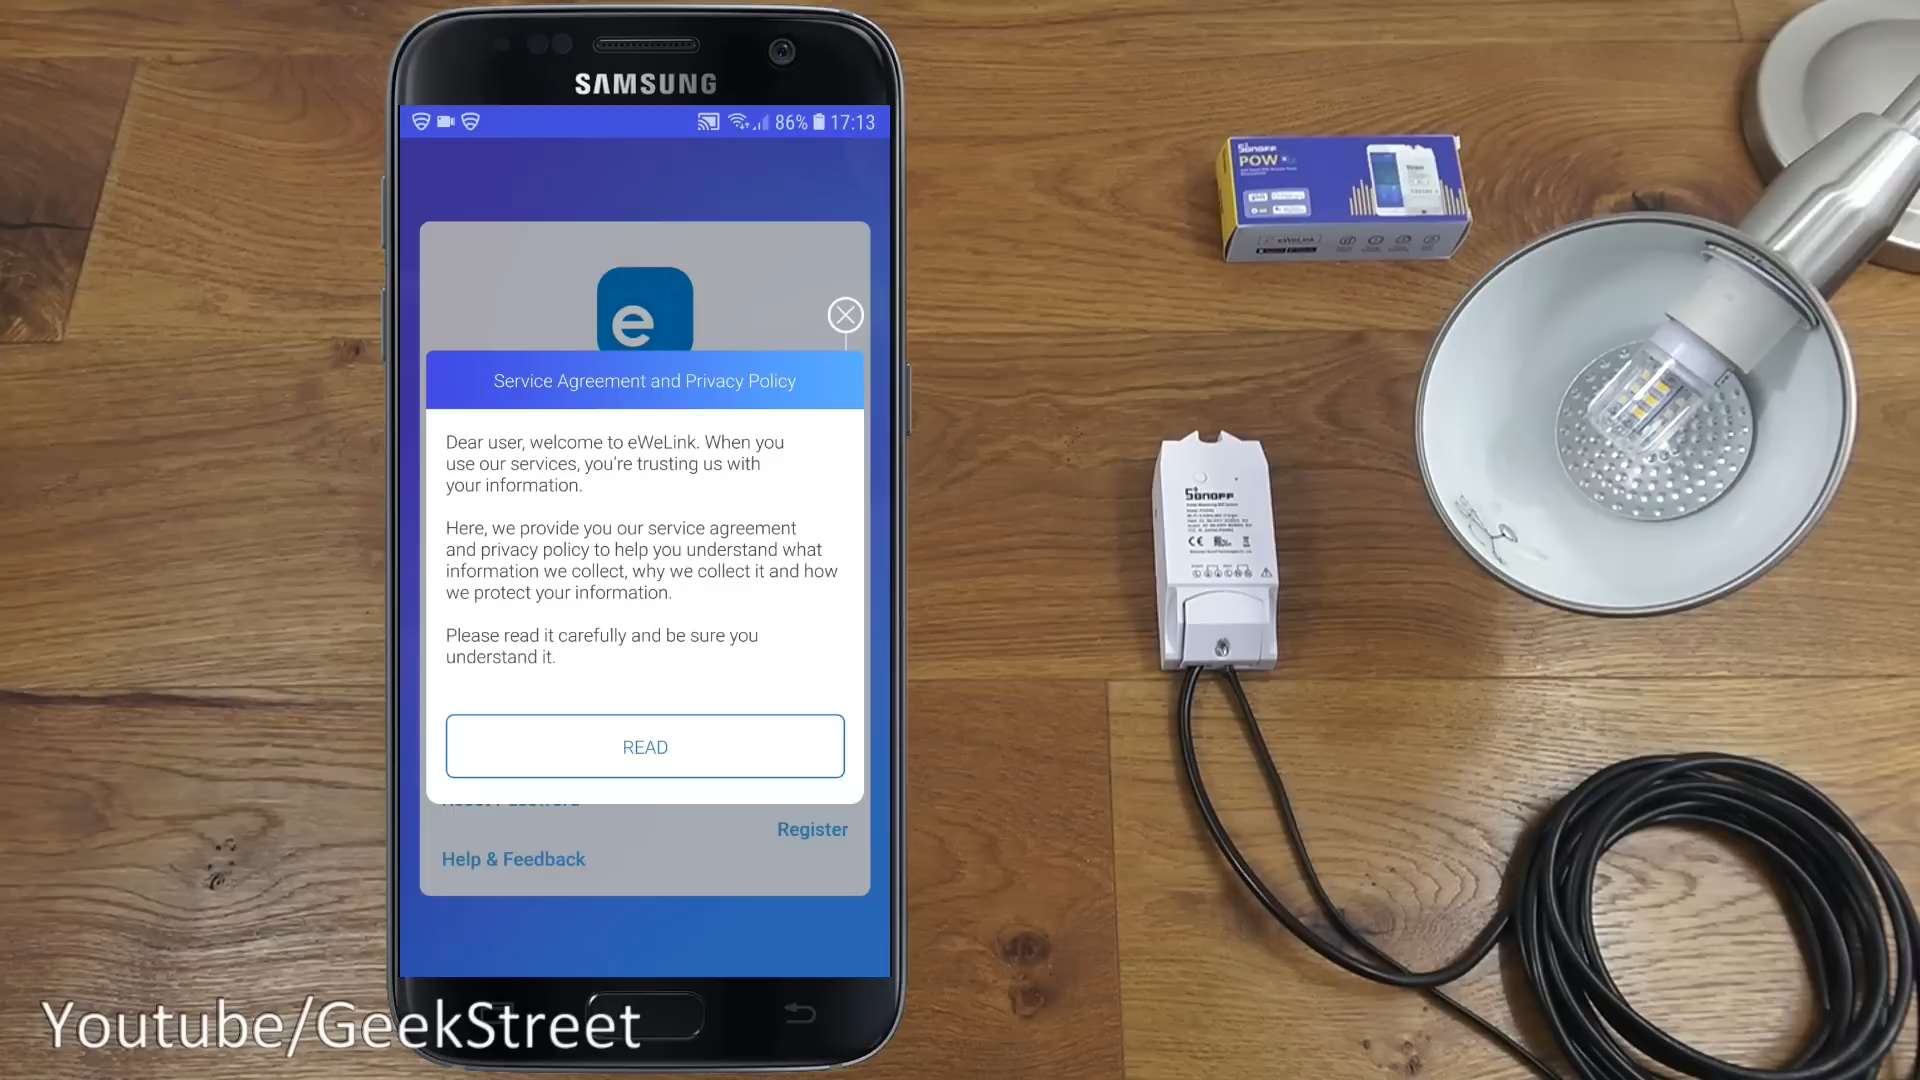 SAMSUNG
86% 17:13
e
Service Agreement and Privacy Policy
Dear user, welcome to eWeLink. When you
use our services, you're trusting us with
your information.
Here, we provide you our service agreement
and privacy policy to help you understand what
information we collect, why we collect it and how
we protect your information.
Please read it carefully and be sure you
understand it.
READ
Register
Help & Feedback
SONOFF
POW
eWeLink
SONOFF
CE
Youtube/GeekStreet